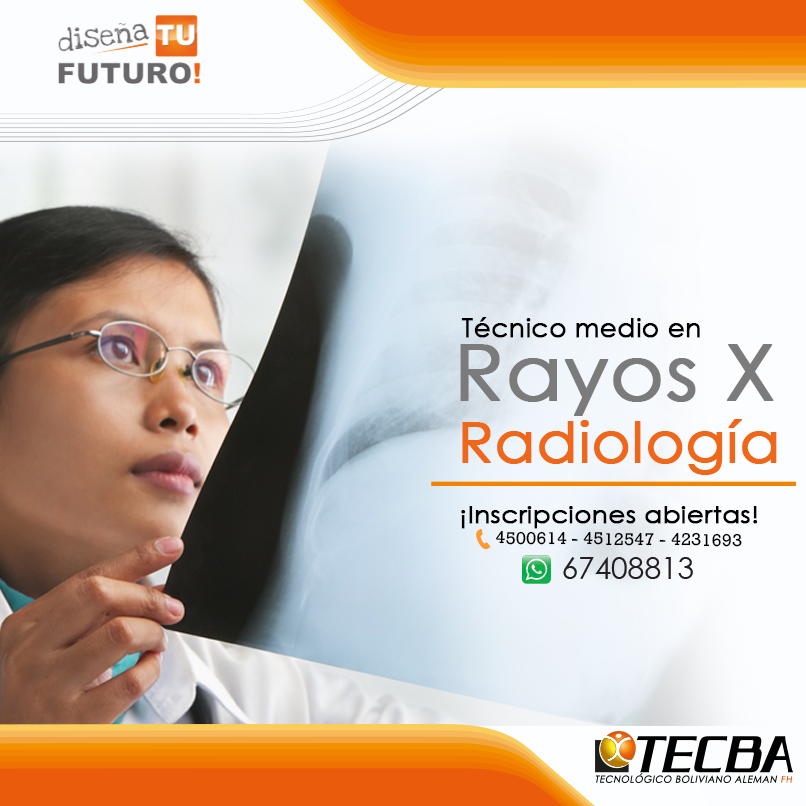 diseña TU
FUTURO!
Técnico medio en
Rayos X
Radiología
¡Inscripciones abiertas!
4500614 - 4512547 - 4231693
67408813
TECBA
TECNOLÓGICO BOLIVIANO ALEMAN FH